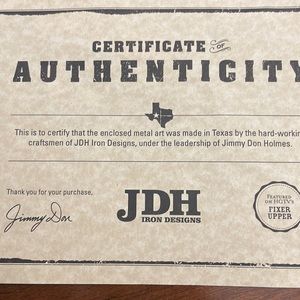 CERTIFICATE OF
AUTHENTICITY
This is to certify that the enclosed metal art was made in Texas by the hard-workin
craftsmen of JDH Iron Designs, under the leadership of Jimmy Don Holmes.
Thank you for your purchase,
Jimmy Don
JDH
IRON DESIGNS
FEATURED
ON HGTV'S
FIXER
UPPER